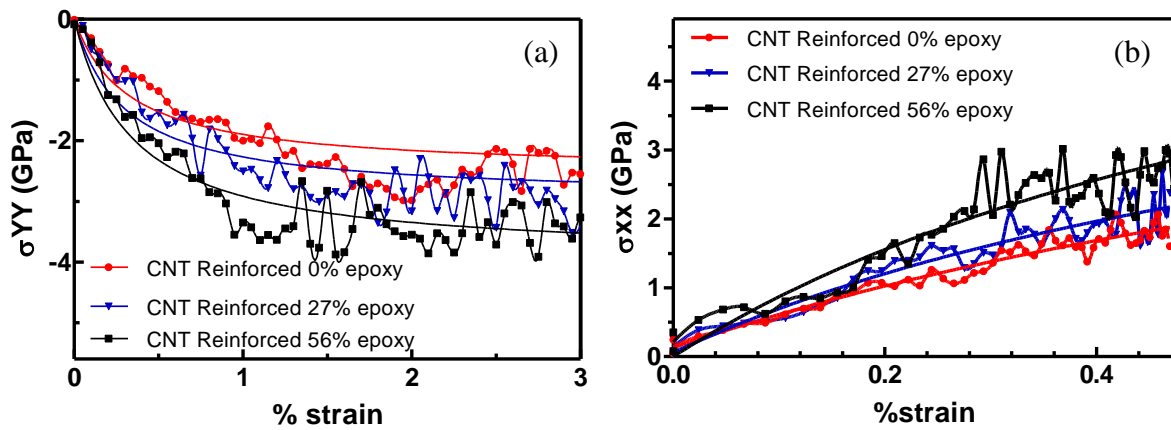 (a)
0
-2
-4
σYY (GPa)
CNT Reinforced 0% epoxy
CNT Reinforced 27% epoxy
CNT Reinforced 56% epoxy
0 1 2 3
% strain
(b)
CNT Reinforced 0% epoxy
CNT Reinforced 27% epoxy
CNT Reinforced 56% epoxy
4
3
2
1
0
σxx (GPa)
0.0 0.2 0.4
%strain